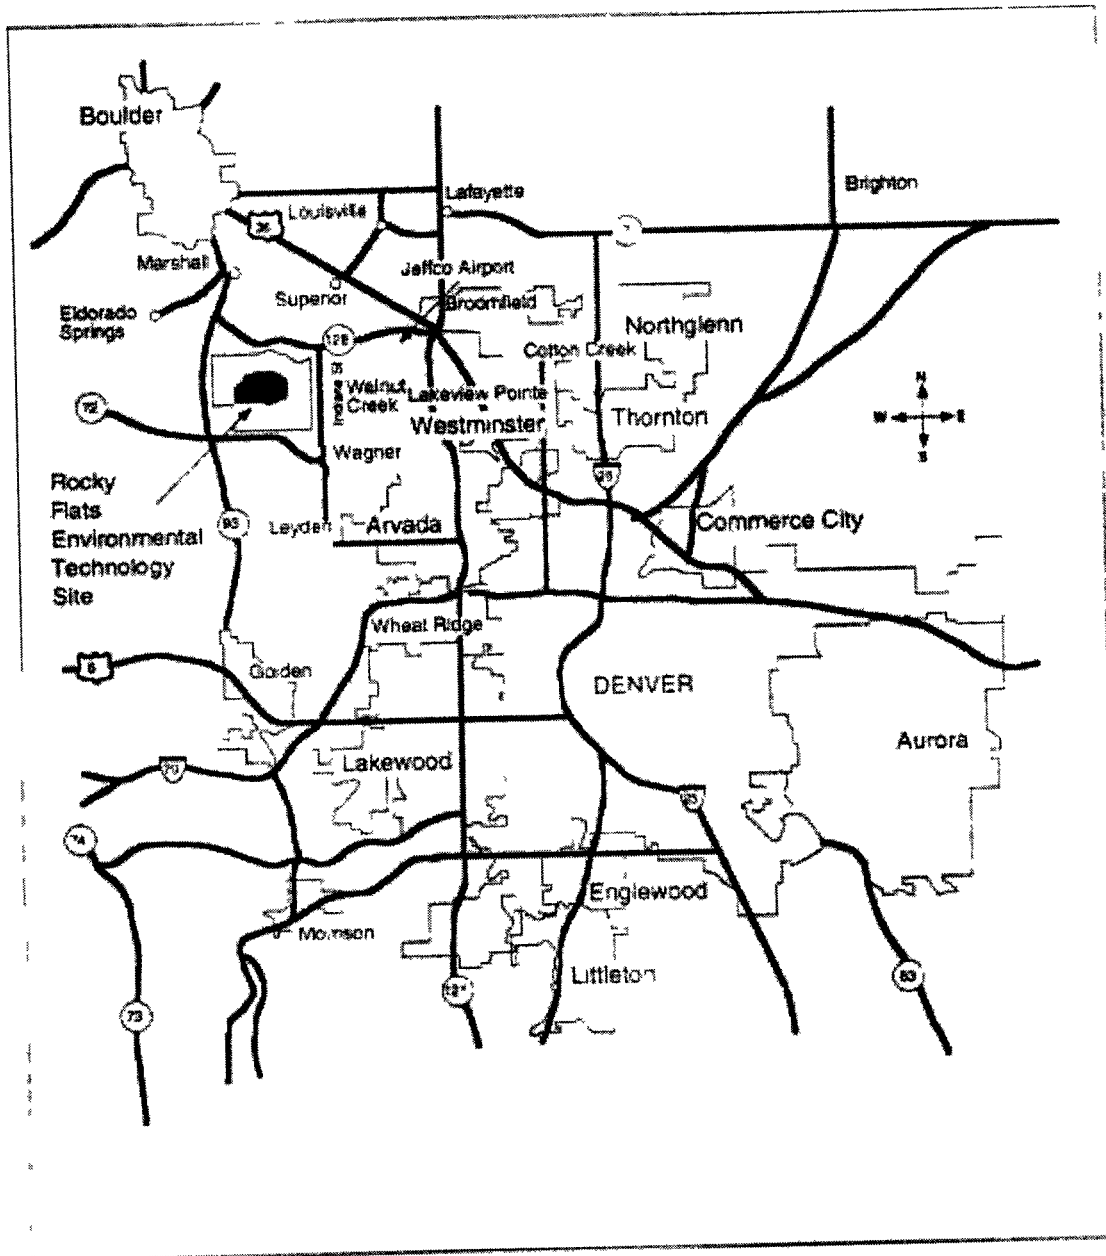 Boulder
Lafayette
Brighton
Louisville
36
7
Marshall
Jeffco Airport
Superior
Broomfield
Eldorado
Springs
Northglenn
128
Cotton Creek
N
W E
S
72
Walnut
Creek
Lakeview Pointe
Westminster
Thornton
Wagner
25
Rocky
Flats
Environmental
Technology
Site
93
Leyden
Arvada
Commerce City
Wheat Ridge
6
Golden
DENVER
Aurora
Lakewood
70
25
74
Englewood
Morrison
Littleton
121
83
73